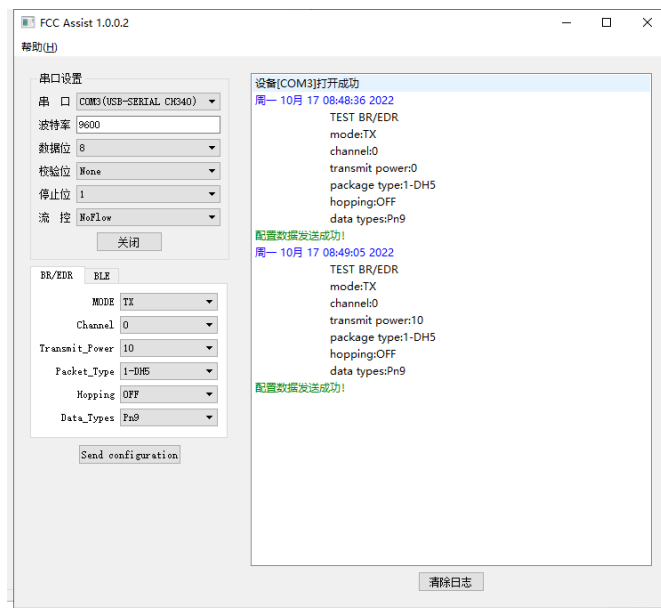 FCC Assist 1.0.0.2
帮助(H)
串口设置
串 口 COM3(USB-SERIAL CH340)
波特率 9600
数据位 8
校验位 None
停止位 1
流 控 NoFlow
关闭
BR/EDR BLE
MODE TX
Channel 0
Transmit_Power 10
Packet_Type 1-DH5
Hopping OFF
Data_Types Pn9
Send configuration
设备[COM3]打开成功
周一 10月 17 08:48:36 2022
TEST BR/EDR
mode:TX
channel:0
transmit power:0
package type:1-DH5
hopping:OFF
data types:Pn9
配置数据发送成功!
周一 10月 17 08:49:05 2022
TEST BR/EDR
mode:TX
channel:0
transmit power:10
package type:1-DH5
hopping:OFF
data types:Pn9
配置数据发送成功!
清除日志